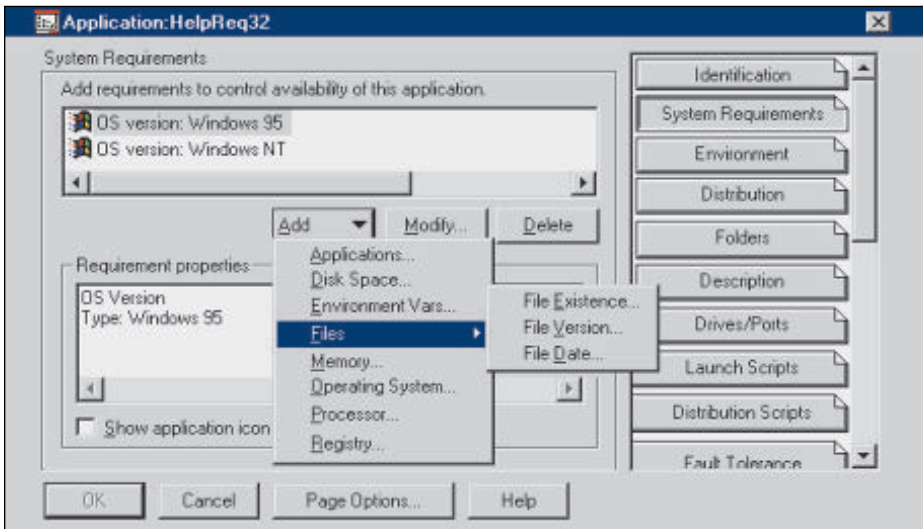 Application:HelpReq32
System Requirements
Add requirements to control availability of this application.
OS version: Windows 95
OS version: Windows NT
Add
Modify...
Delete
Applications...
Disk Space...
Environment Vars...
Files
Memory...
Operating System...
Processor...
Registry...
File Existence...
File Version...
File Date...
Requirement properties
OS Version
Type: Windows 95
Show application icon
Identification
System Requirements
Environment
Distribution
Folders
Description
Drives/Ports
Launch Scripts
Distribution Scripts
Fault Tolerance
OK
Cancel
Page Options...
Help